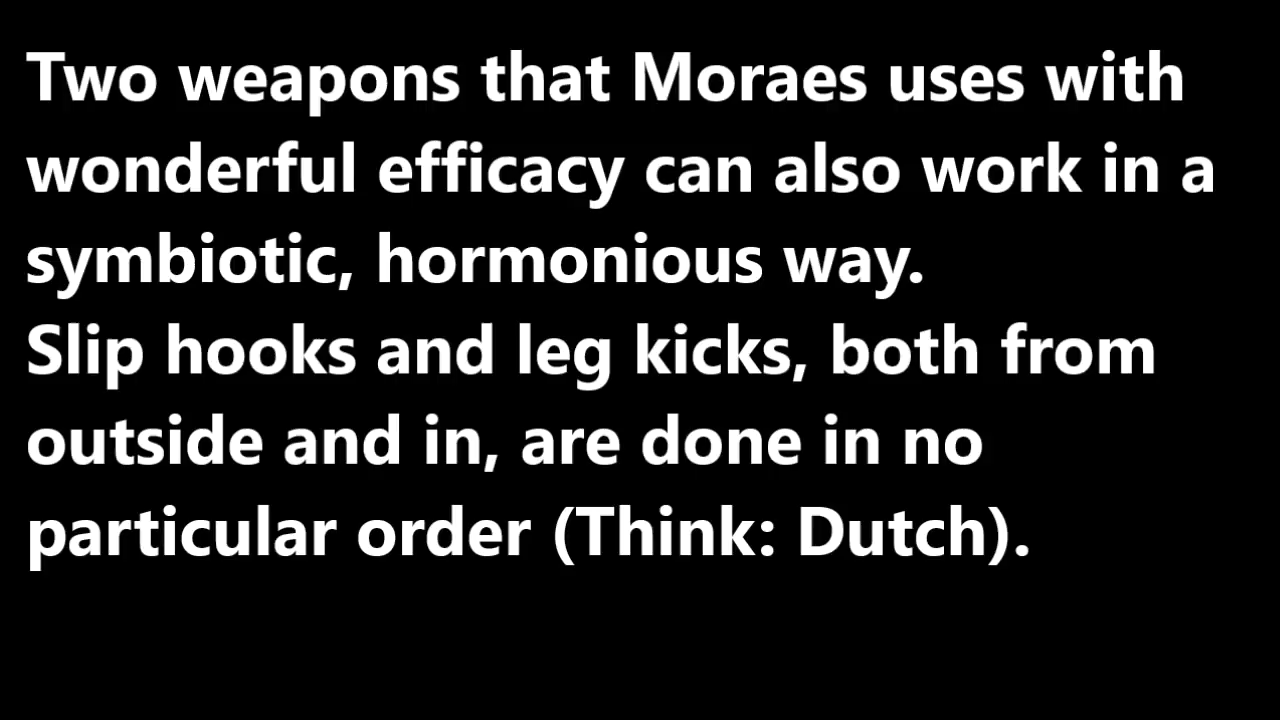 Two weapons that Moraes uses with
wonderful efficacy can also work in a
symbiotic, hormonious way.
Slip hooks and leg kicks, both from
outside and in, are done in no
particular order (Think: Dutch).